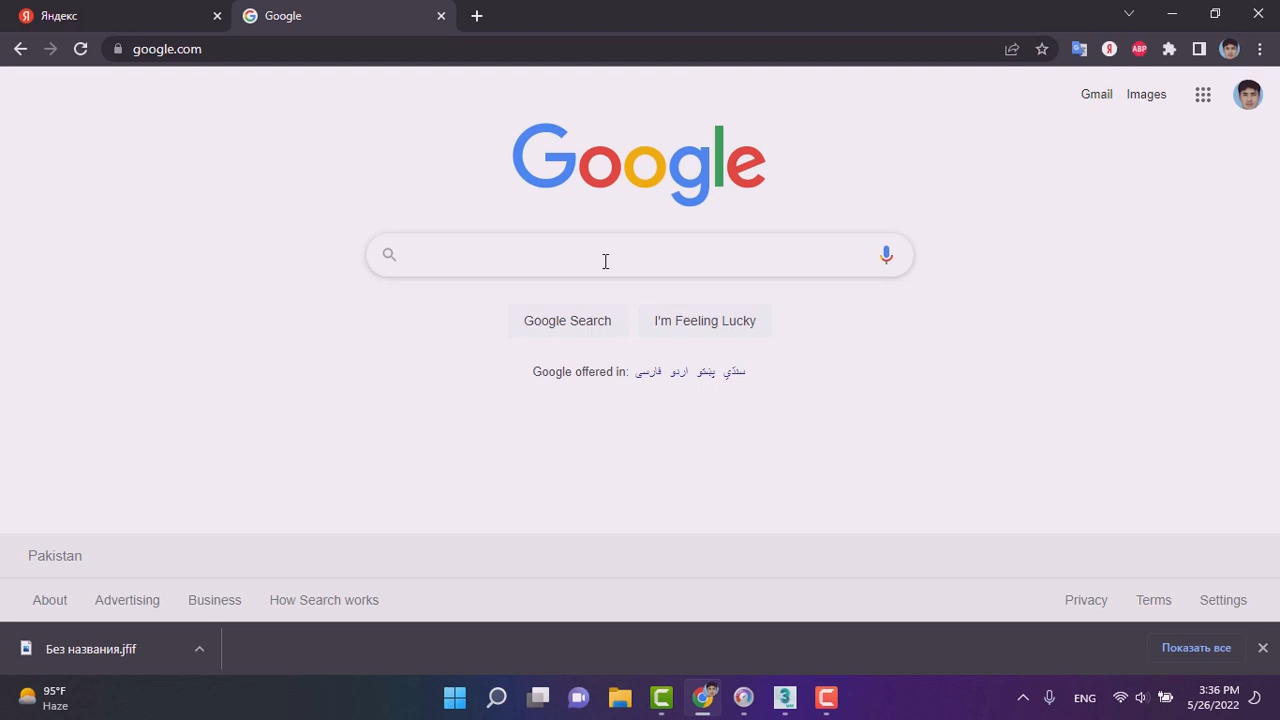 Яндекс
Google
google.com
Gmail Images
Google
Google Search
I'm Feeling Lucky
Google offered in: فارسی اردو پښتو سنڌي
Pakistan
About Advertising Business How Search works
Privacy Terms Settings
Без названия.jfif
Показать все
95°F
Haze
ENG
3:36 PM
5/26/2022